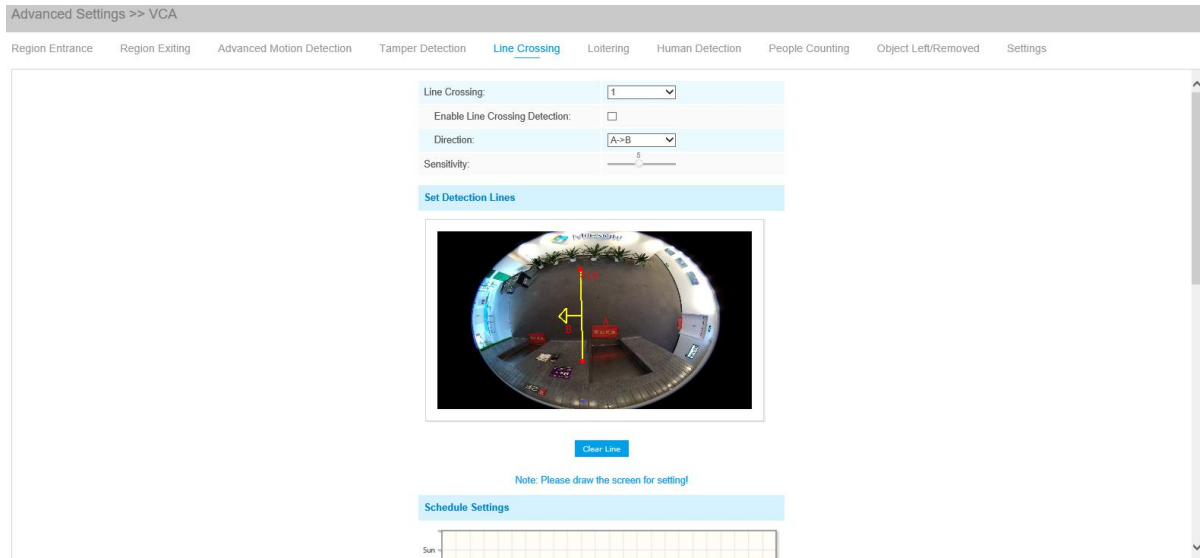 Advanced Settings >> VCA
Region Entrance Region Exiting Advanced Motion Detection Tamper Detection Line Crossing Loitering Human Detection People Counting Object Left/Removed Settings
Line Crossing: 1
Enable Line Crossing Detection:
Direction: A->B
Sensitivity: 5
Set Detection Lines
A
B
Clear Line
Note: Please draw the screen for setting!
Schedule Settings
Sun